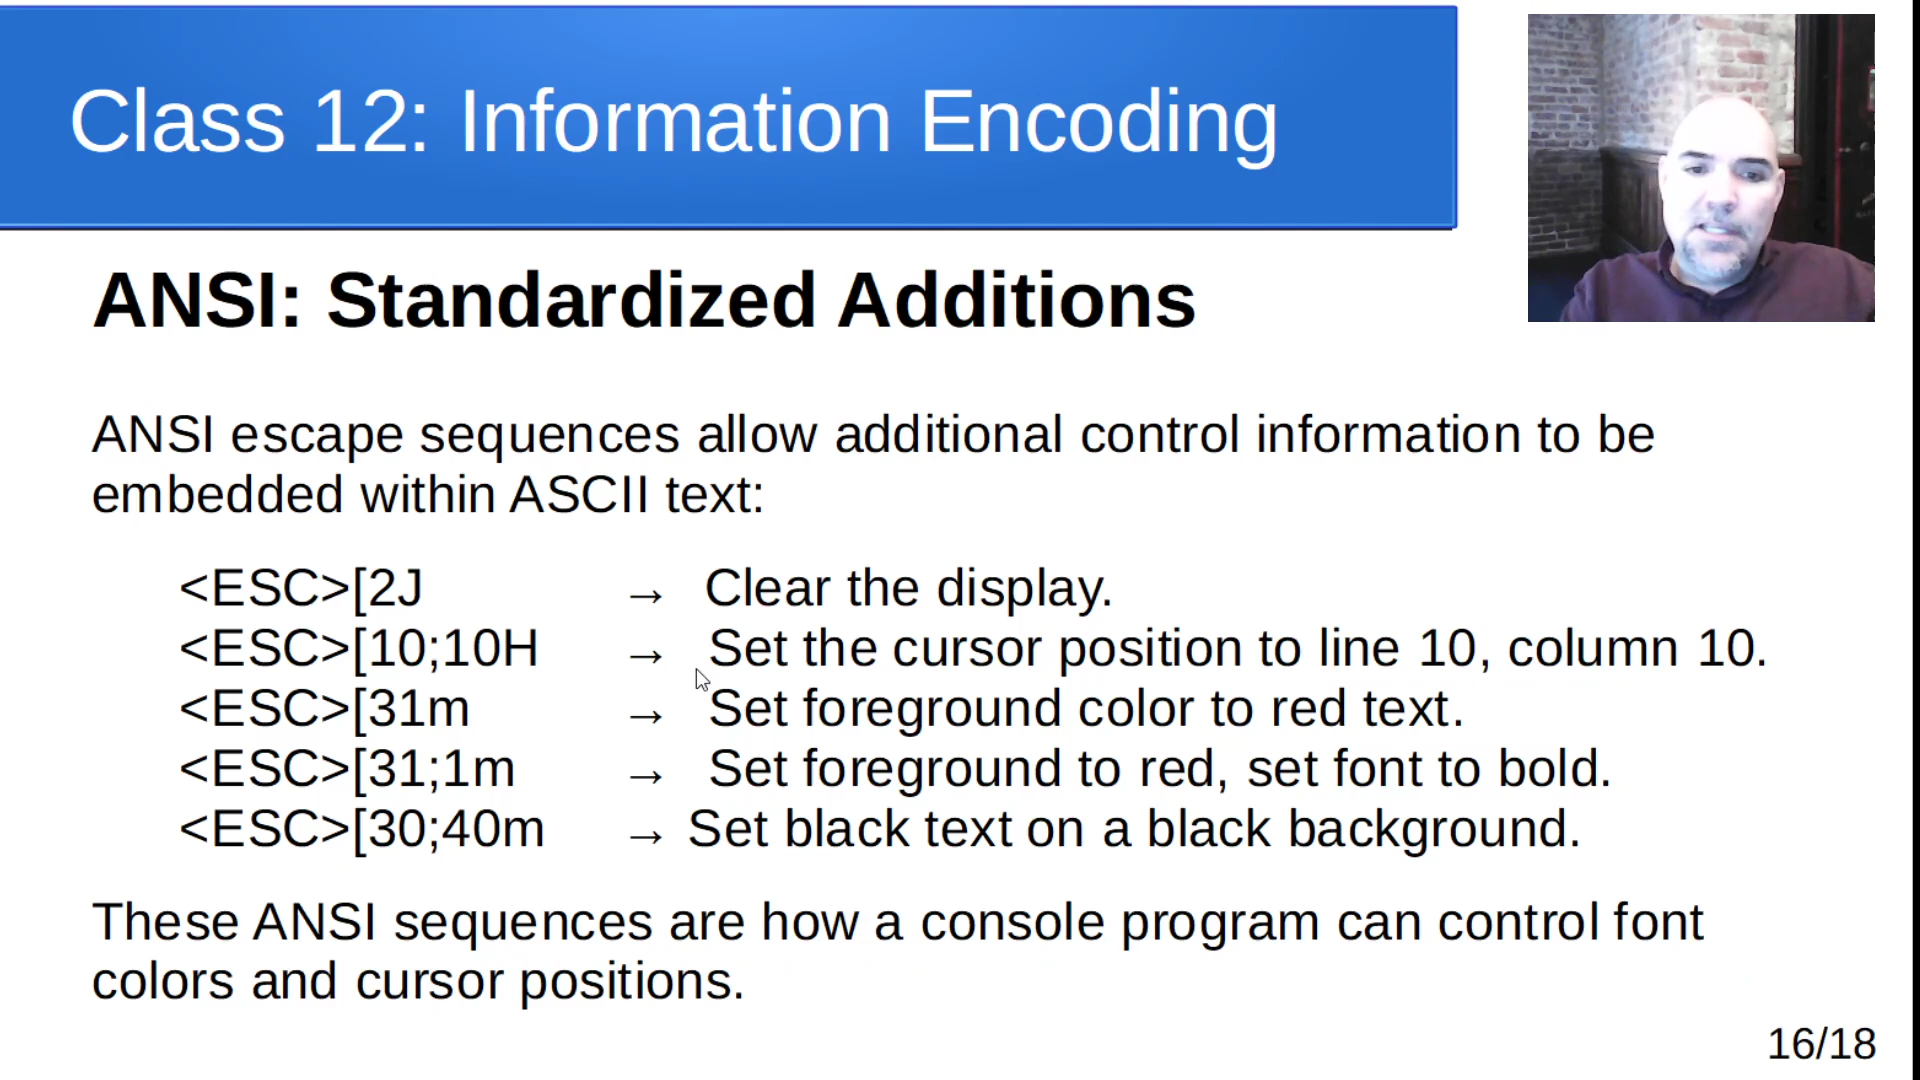 Class 12: Information Encoding
ANSI: Standardized Additions
ANSI escape sequences allow additional control information to be
embedded within ASCII text:
<ESC>[2J → Clear the display.
<ESC>[10;10H → Set the cursor position to line 10, column 10.
<ESC>[31m → Set foreground color to red text.
<ESC>[31;1m → Set foreground to red, set font to bold.
<ESC>[30;40m → Set black text on a black background.
These ANSI sequences are how a console program can control font
colors and cursor positions.
16/18